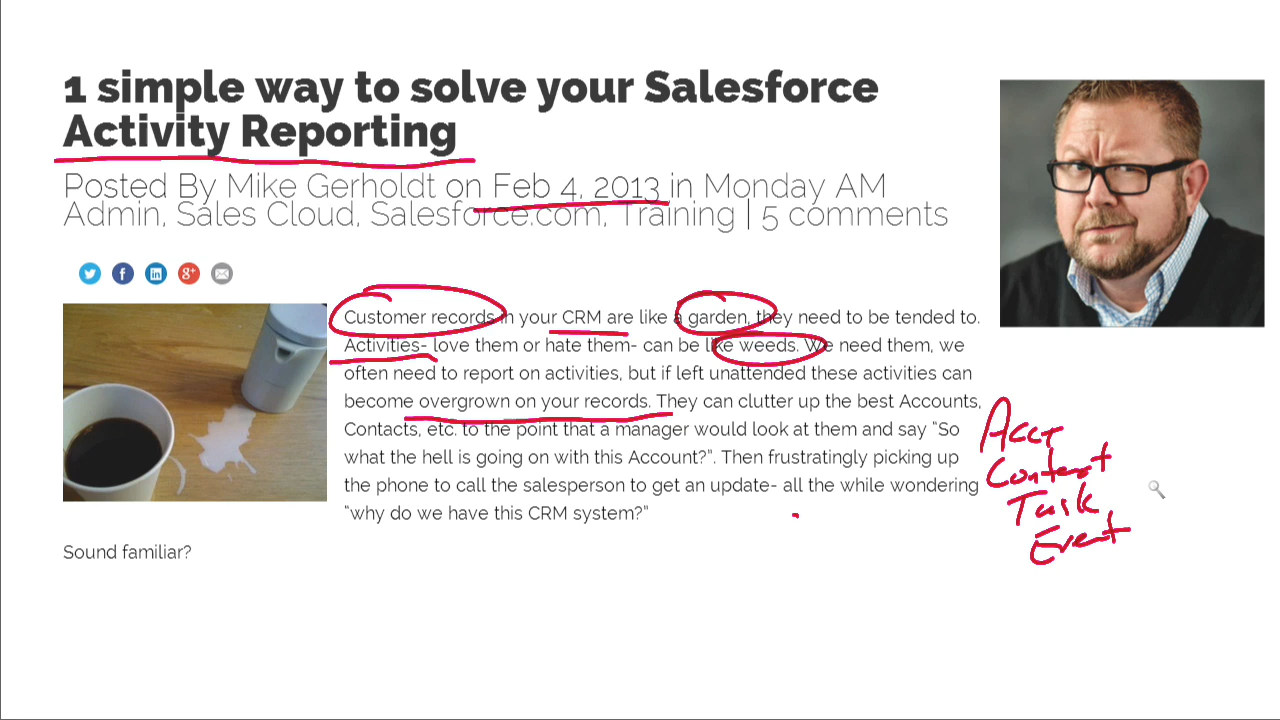 1 simple way to solve your Salesforce
Activity Reporting
Posted By Mike Gerholdt on Feb 4, 2013 in Monday AM
Admin, Sales Cloud, Salesforce.com, Training | 5 comments
Customer records in your CRM are like a garden, they need to be tended to.
Activities- love them or hate them- can be like weeds. We need them, we
often need to report on activities, but if left unattended these activities can
become overgrown on your records. They can clutter up the best Accounts,
Contacts, etc. to the point that a manager would look at them and say “So
what the hell is going on with this Account?”. Then frustratingly picking up
the phone to call the salesperson to get an update- all the while wondering
“why do we have this CRM system?”
Acct
Contact
Task
Event
Sound familiar?